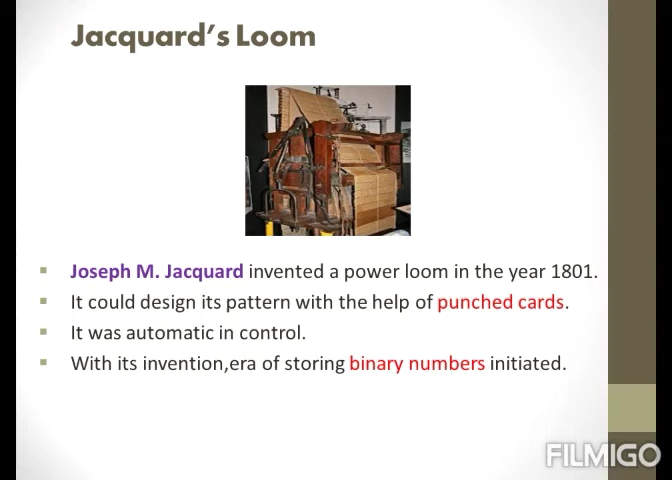 Jacquard's Loom
Joseph M. Jacquard invented a power loom in the year 1801.
It could design its pattern with the help of punched cards.
It was automatic in control.
With its invention,era of storing binary numbers initiated.
FILMIGO